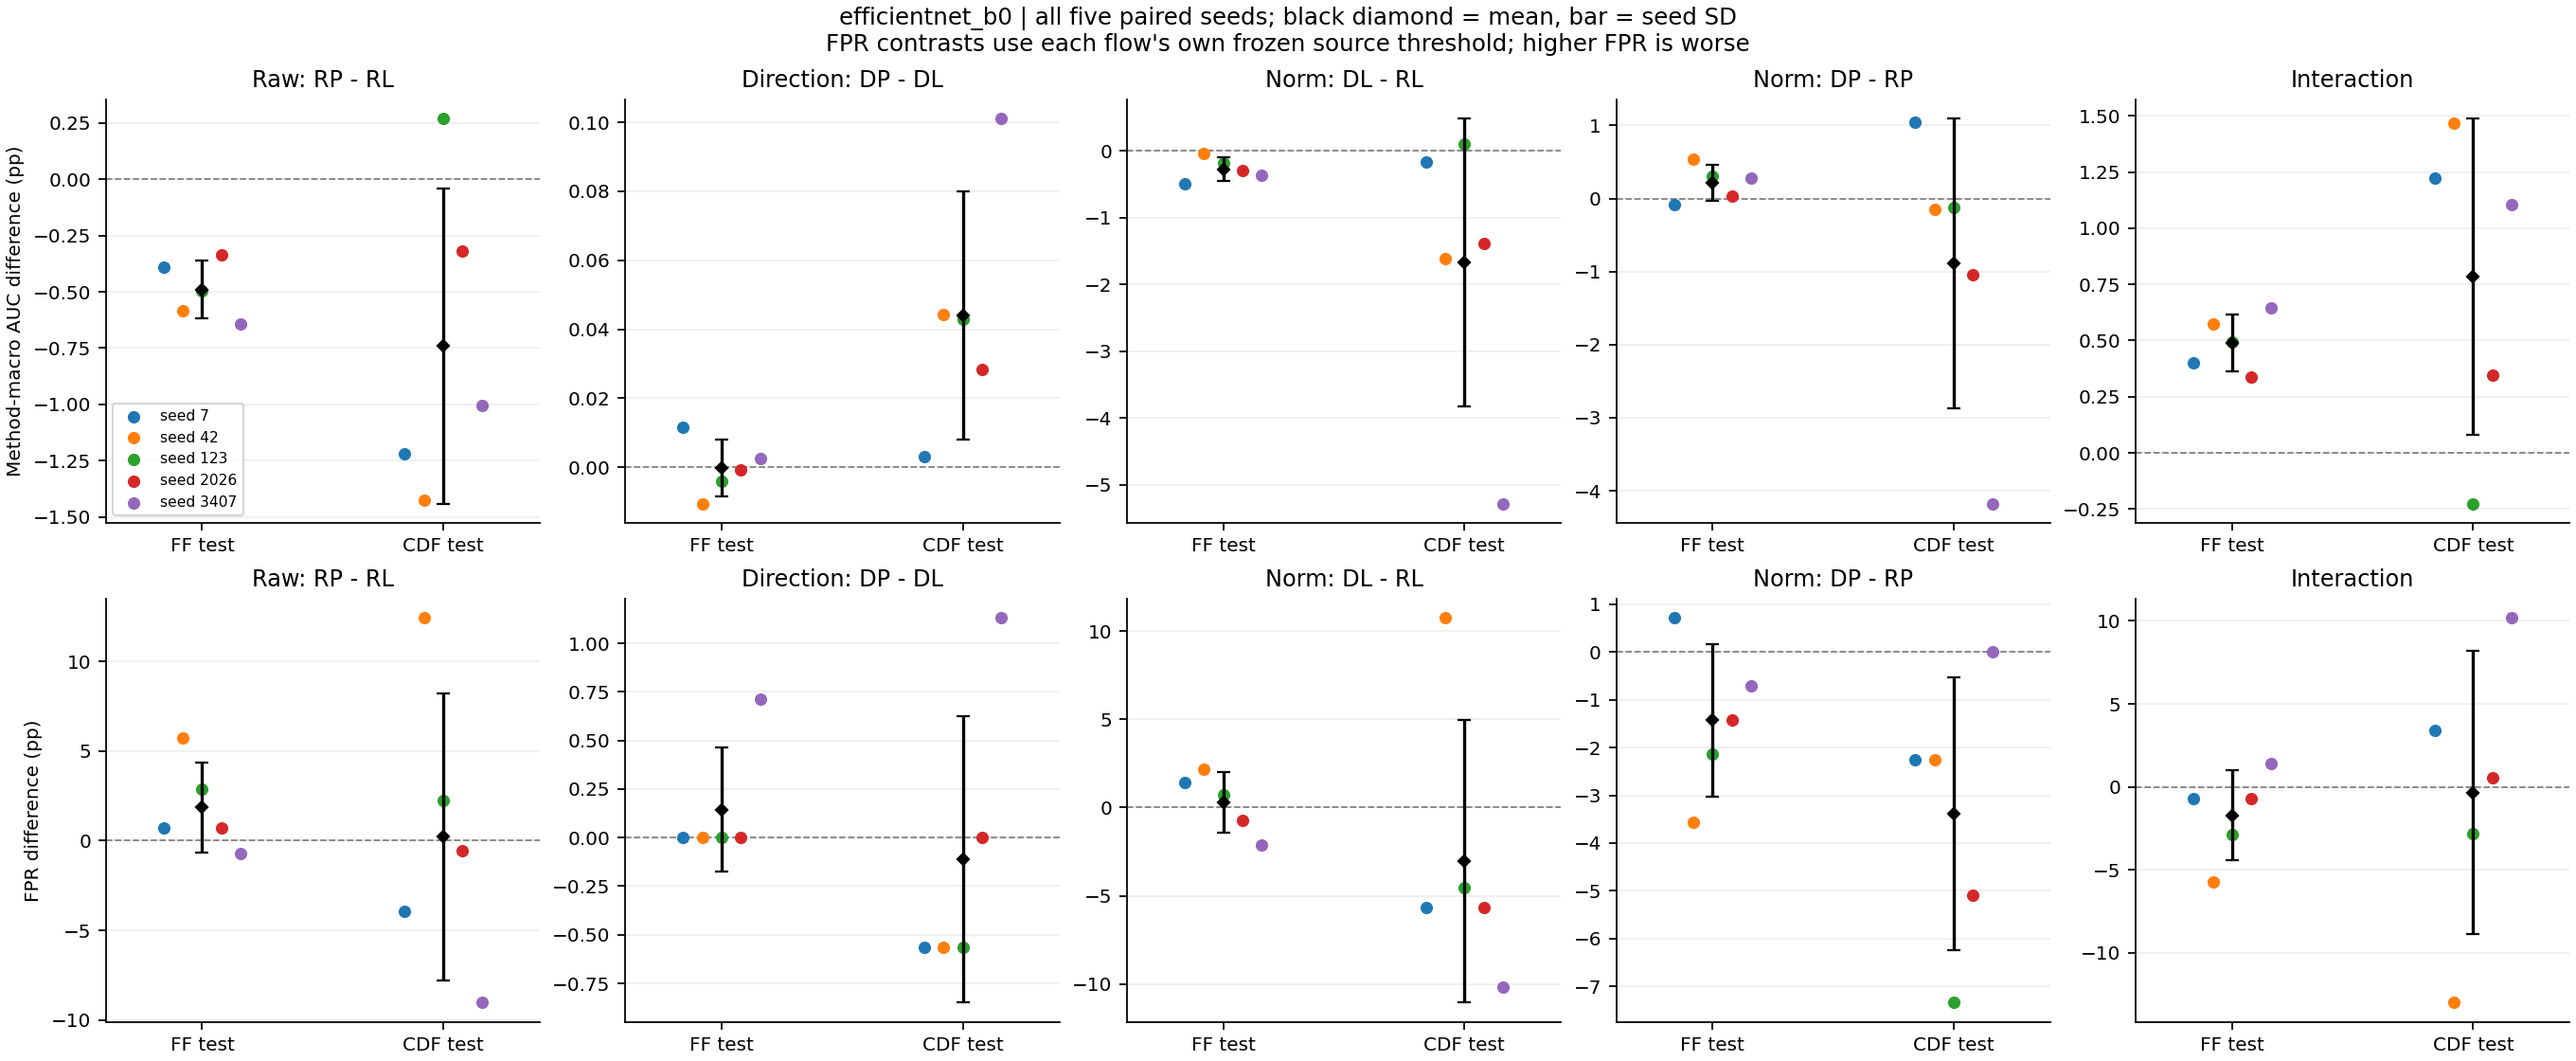 efficientnet_b0 | all five paired seeds; black diamond = mean, bar = seed SD
FPR contrasts use each flow's own frozen source threshold; higher FPR is worse
Raw: RP - RL
Direction: DP - DL
Norm: DL - RL
Norm: DP - RP
Interaction
Method-macro AUC difference (pp)
0.25
0.00
−0.25
−0.50
−0.75
−1.00
−1.25
−1.50
seed 7
seed 42
seed 123
seed 2026
seed 3407
FF test
CDF test
0.10
0.08
0.06
0.04
0.02
0.00
FF test
CDF test
0
−1
−2
−3
−4
−5
FF test
CDF test
1
0
−1
−2
−3
−4
FF test
CDF test
1.50
1.25
1.00
0.75
0.50
0.25
0.00
−0.25
FF test
CDF test
Raw: RP - RL
Direction: DP - DL
Norm: DL - RL
Norm: DP - RP
Interaction
FPR difference (pp)
10
5
0
−5
−10
FF test
CDF test
1.00
0.75
0.50
0.25
0.00
−0.25
−0.50
−0.75
FF test
CDF test
10
5
0
−5
−10
FF test
CDF test
1
0
−1
−2
−3
−4
−5
−6
−7
FF test
CDF test
10
5
0
−5
−10
FF test
CDF test